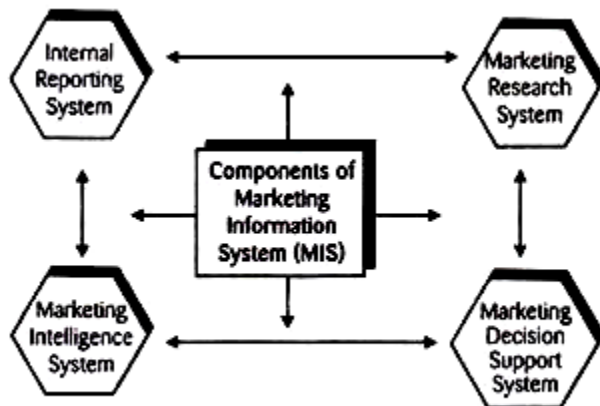 Internal
Reporting
System
Marketing
Research
System
Components of
Marketing
Information
System (MIS)
Marketing
Intelligence
System
Marketing
Decision
Support
System